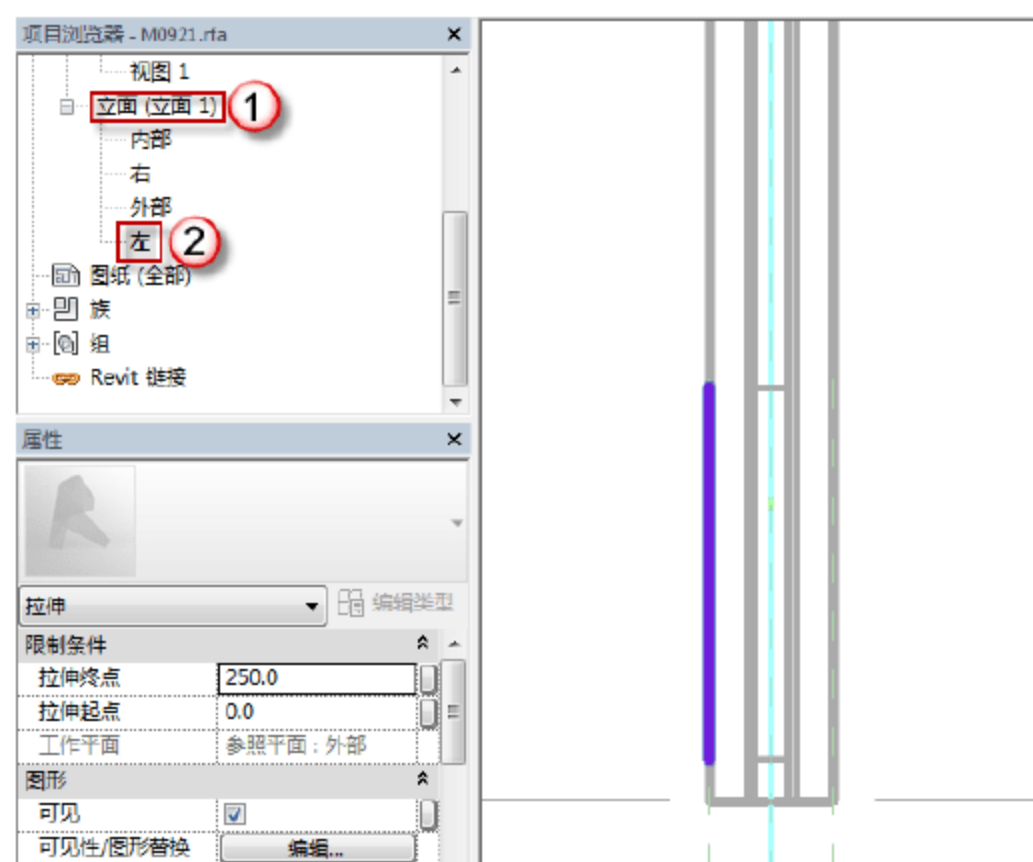 项目浏览器 - M0921.rfa
视图 1
立面 (立面 1) 1
内部
右
外部
左 2
图纸 (全部)
族
组
Revit 链接
属性
拉伸 编辑类型
限制条件
拉伸终点 250.0
拉伸起点 0.0
工作平面 参照平面 : 外部
图形
可见
可见性/图形替换 编辑...